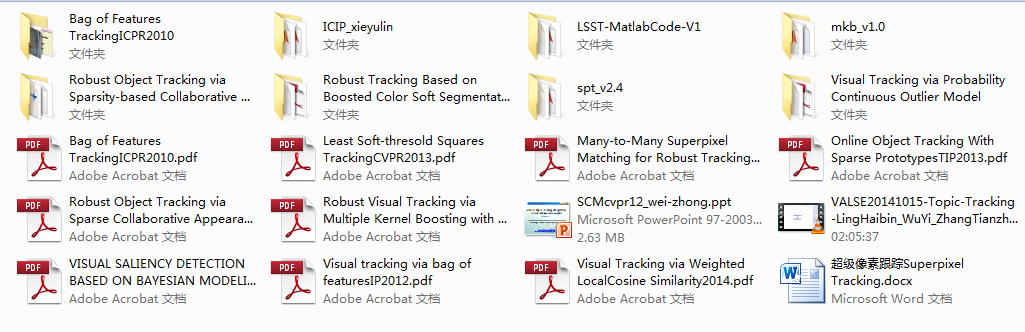 Bag of Features
TrackingICPR2010
文件夹
ICIP_xieyulin
文件夹
LSST-MatlabCode-V1
文件夹
mkb_v1.0
文件夹
Robust Object Tracking via
Sparsity-based Collaborative ...
文件夹
Robust Tracking Based on
Boosted Color Soft Segmentat...
文件夹
spt_v2.4
文件夹
Visual Tracking via Probability
Continuous Outlier Model
文件夹
PDF
Bag of Features
TrackingICPR2010.pdf
Adobe Acrobat 文档
PDF
Least Soft-thresold Squares
TrackingCVPR2013.pdf
Adobe Acrobat 文档
PDF
Many-to-Many Superpixel
Matching for Robust Tracking...
Adobe Acrobat 文档
PDF
Online Object Tracking With
Sparse PrototypesTIP2013.pdf
Adobe Acrobat 文档
PDF
Robust Object Tracking via
Sparse Collaborative Appeara...
Adobe Acrobat 文档
PDF
Robust Visual Tracking via
Multiple Kernel Boosting with ...
Adobe Acrobat 文档
SCMcvpr12_wei-zhong.ppt
Microsoft PowerPoint 97-2003...
2.63 MB
VALSE20141015-Topic-Tracking
-LingHaibin_WuYi_ZhangTianzh...
02:05:37
PDF
VISUAL SALIENCY DETECTION
BASED ON BAYESIAN MODELI...
Adobe Acrobat 文档
PDF
Visual tracking via bag of
featuresIP2012.pdf
Adobe Acrobat 文档
PDF
Visual Tracking via Weighted
LocalCosine Similarity2014.pdf
Adobe Acrobat 文档
超级像素跟踪Superpixel
Tracking.docx
Microsoft Word 文档